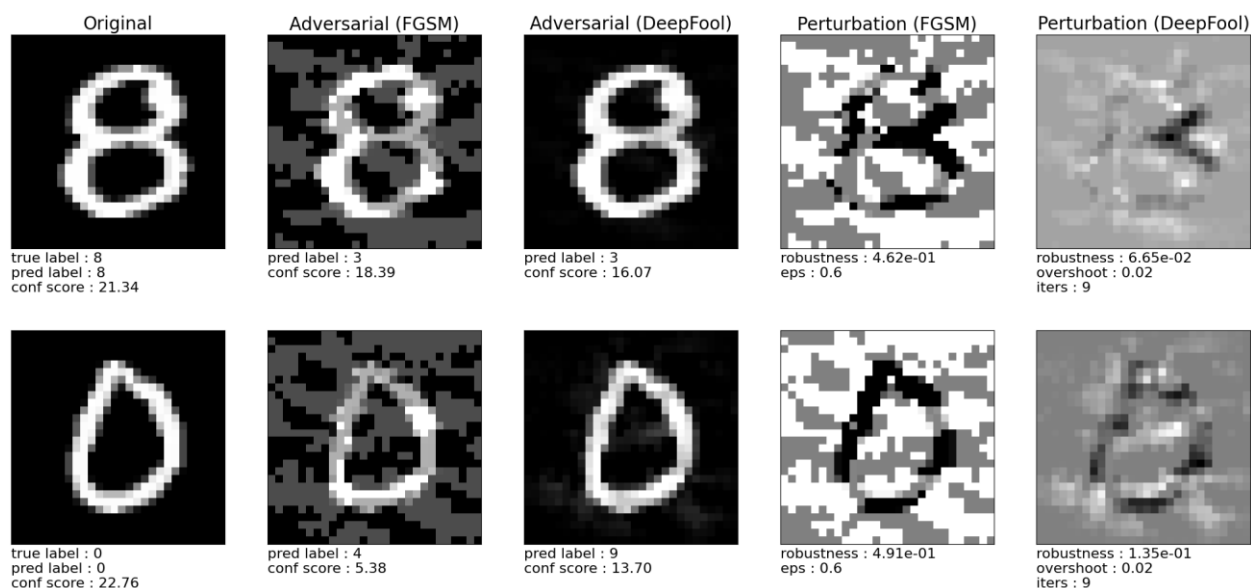 Original
Adversarial (FGSM)
Adversarial (DeepFool)
Perturbation (FGSM)
Perturbation (DeepFool)
true label : 8
pred label : 8
conf score : 21.34
pred label : 3
conf score : 18.39
pred label : 3
conf score : 16.07
robustness : 4.62e-01
eps : 0.6
robustness : 6.65e-02
overshoot : 0.02
iters : 9
true label : 0
pred label : 0
conf score : 22.76
pred label : 4
conf score : 5.38
pred label : 9
conf score : 13.70
robustness : 4.91e-01
eps : 0.6
robustness : 1.35e-01
overshoot : 0.02
iters : 9